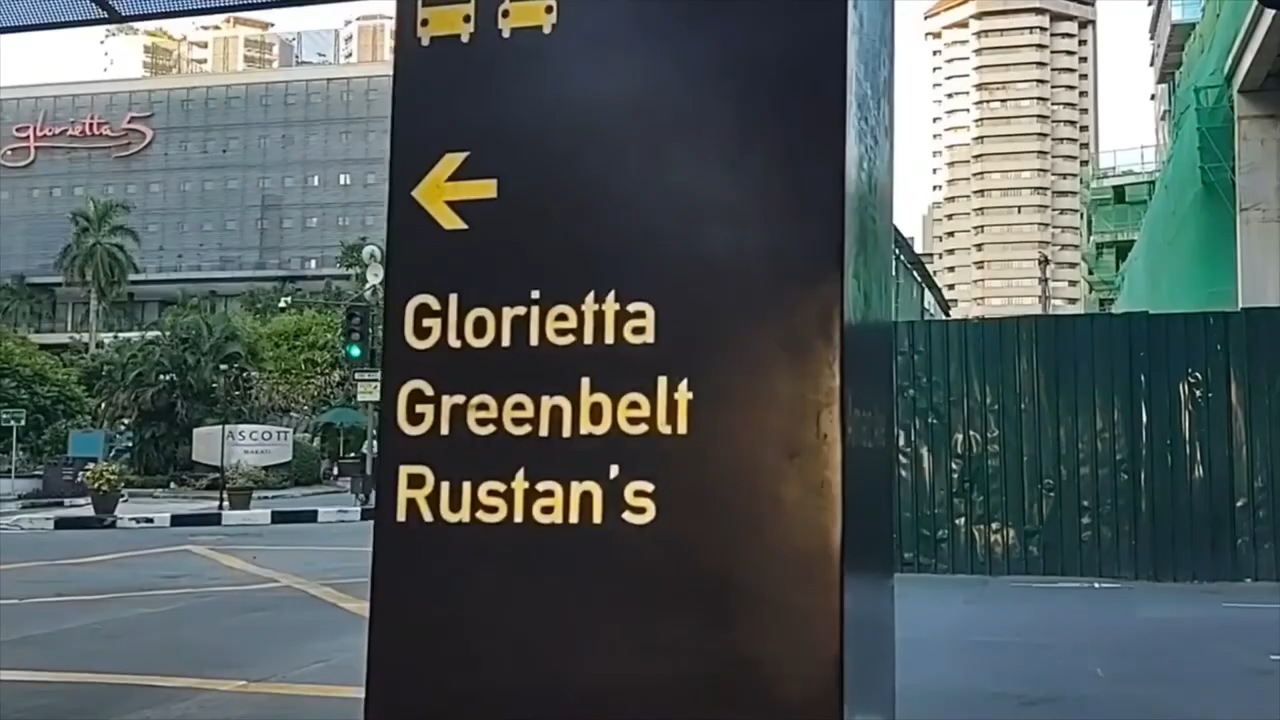 glorietta 5
Glorietta
Greenbelt
Rustan's
ASCOTT
MAKATI